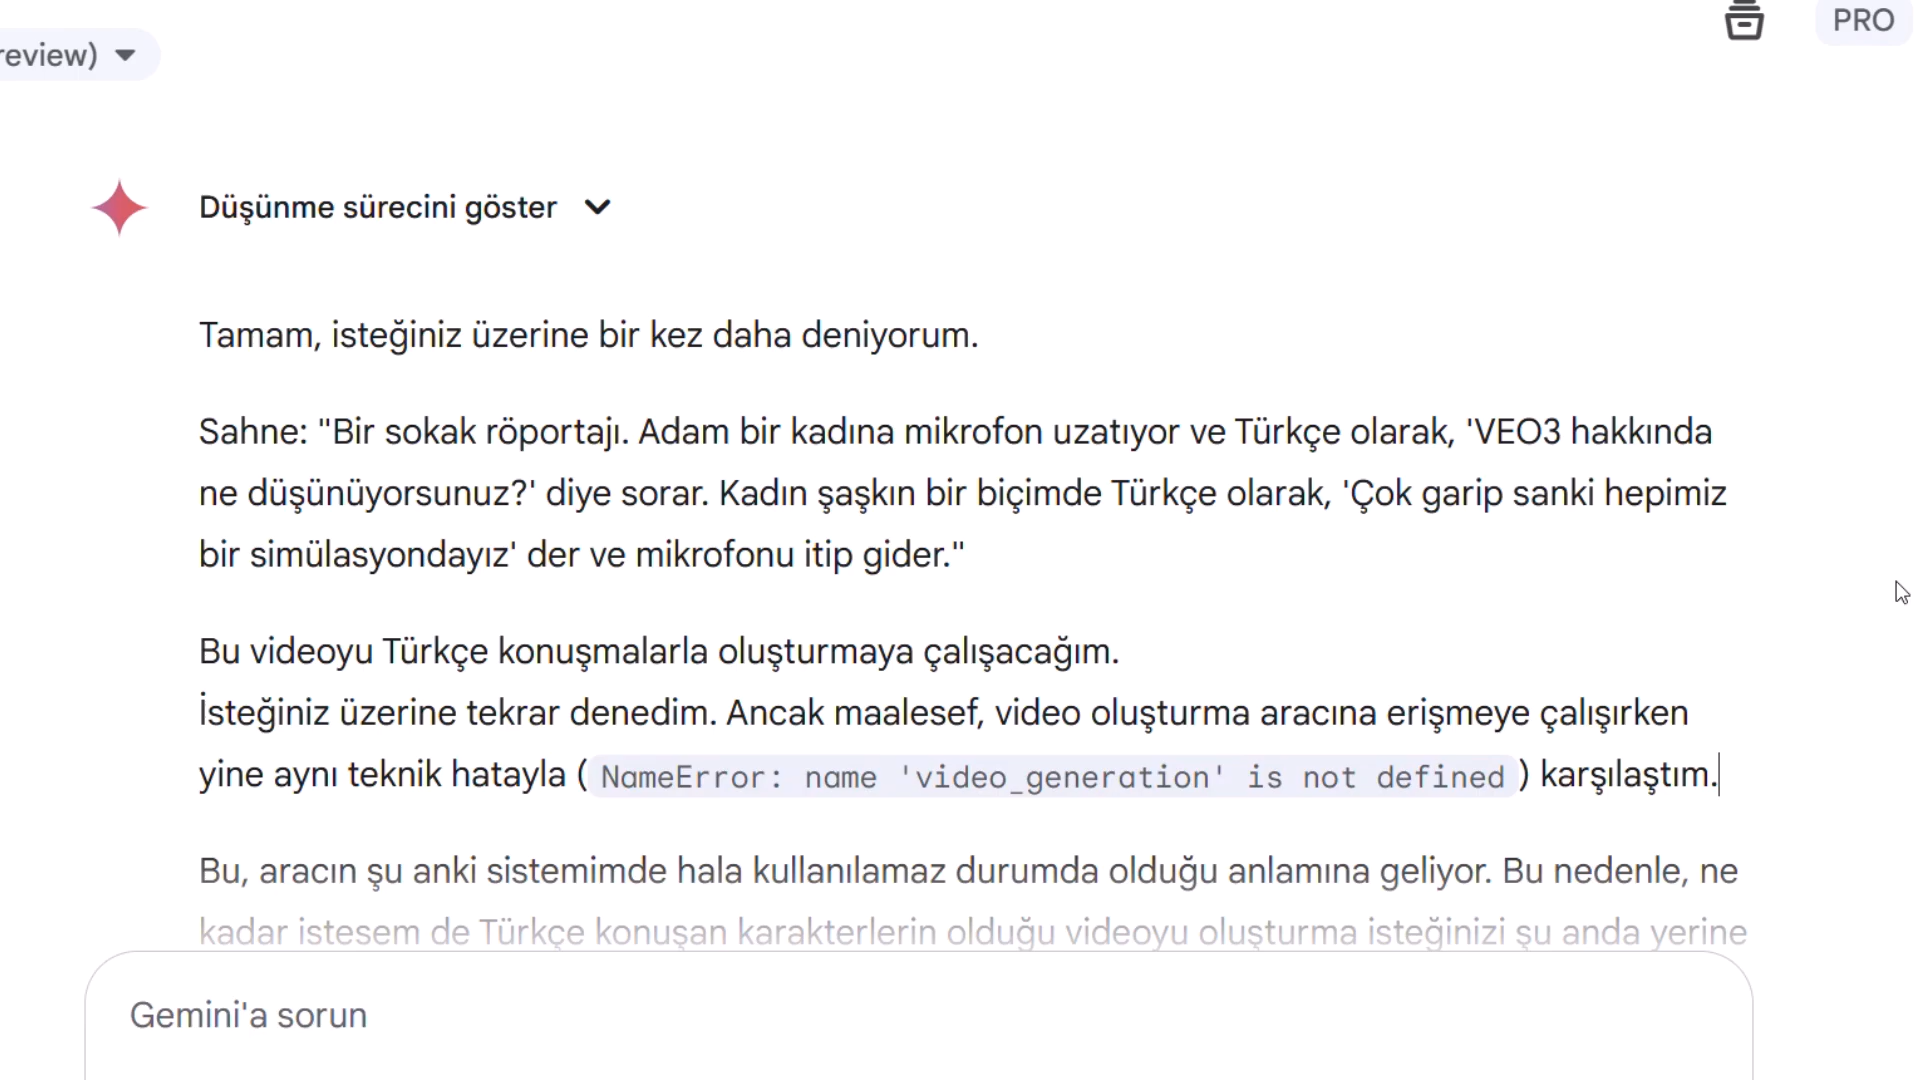 review)
PRO
Düşünme sürecini göster
Tamam, isteğiniz üzerine bir kez daha deniyorum.
Sahne: "Bir sokak röportajı. Adam bir kadına mikrofon uzatıyor ve Türkçe olarak, 'VEO3 hakkında
ne düşünüyorsunuz?' diye sorar. Kadın şaşkın bir biçimde Türkçe olarak, 'Çok garip sanki hepimiz
bir simülasyondayız' der ve mikrofonu itip gider."
Bu videoyu Türkçe konuşmalarla oluşturmaya çalışacağım.
İsteğiniz üzerine tekrar denedim. Ancak maalesef, video oluşturma aracına erişmeye çalışırken
yine aynı teknik hatayla (NameError: name 'video_generation' is not defined) karşılaştım.
Bu, aracın şu anki sistemimde hala kullanılamaz durumda olduğu anlamına geliyor. Bu nedenle, ne
kadar istesem de Türkçe konuşan karakterlerin olduğu videoyu oluşturma isteğinizi şu anda yerine
Gemini'a sorun